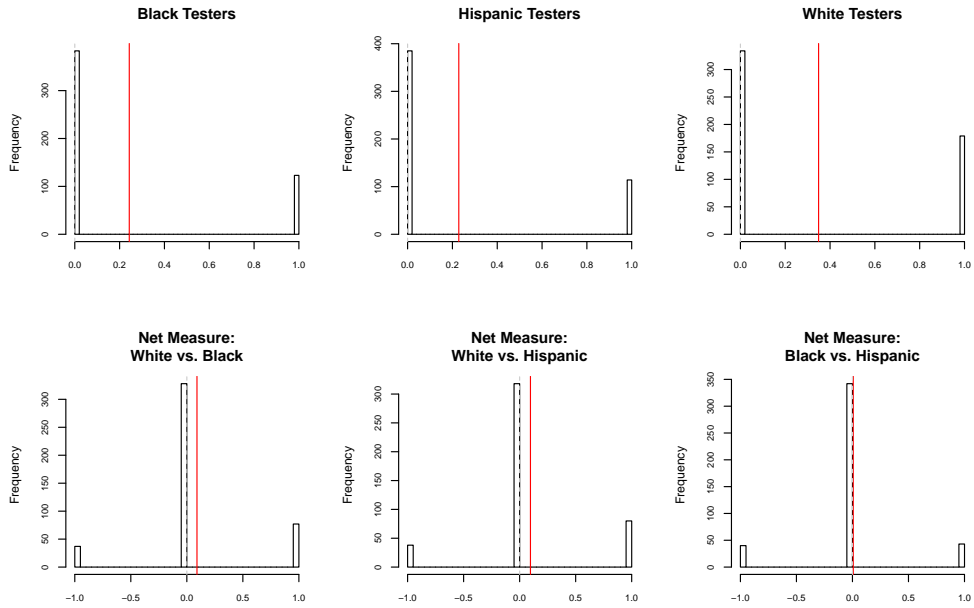 Black Testers
Frequency
0 100 200 300
0.0 0.2 0.4 0.6 0.8 1.0
Hispanic Testers
Frequency
0 100 200 300 400
0.0 0.2 0.4 0.6 0.8 1.0
White Testers
Frequency
0 50 100 150 200 250 300
0.0 0.2 0.4 0.6 0.8 1.0
Net Measure:
White vs. Black
Frequency
0 50 100 150 200 250 300
−1.0 −0.5 0.0 0.5 1.0
Net Measure:
White vs. Hispanic
Frequency
0 50 100 150 200 250 300
−1.0 −0.5 0.0 0.5 1.0
Net Measure:
Black vs. Hispanic
Frequency
0 50 100 150 200 250 300 350
−1.0 −0.5 0.0 0.5 1.0